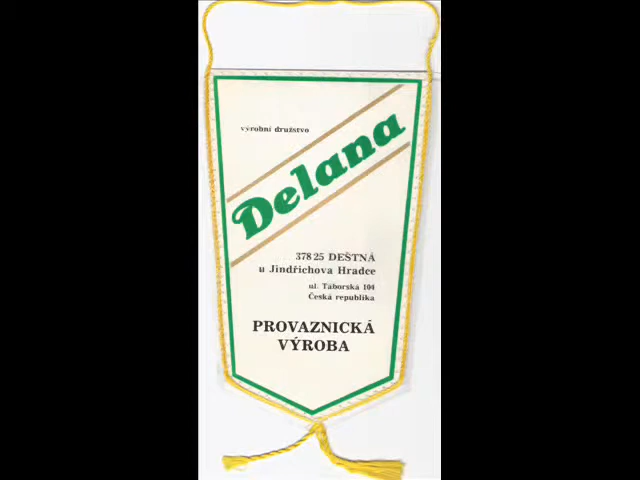 výrobní družstvo
Delana
378 25 DEŠTNÁ
u Jindřichova Hradce
ul. Táborská 104
Česká republika
PROVAZNICKÁ
VÝROBA